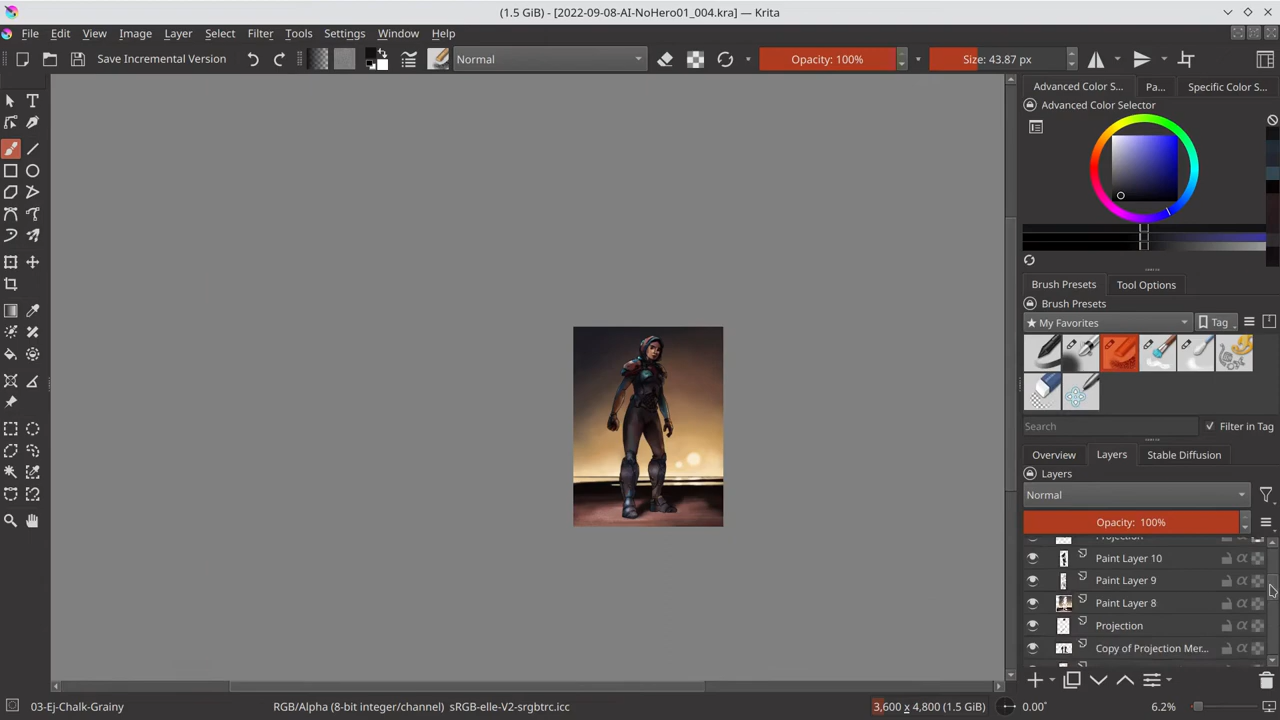 (1.5 GiB) - [2022-09-08-AI-NoHero01_004.kra] — Krita
File Edit View Image Layer Select Filter Tools Settings Window Help
Save Incremental Version Normal Opacity: 100% Size: 43.87 px
Advanced Color S... Pa... Specific Color S...
Advanced Color Selector
Brush Presets Tool Options
Brush Presets
★ My Favorites Tag
Search Filter in Tag
Overview Layers Stable Diffusion
Layers
Normal
Opacity: 100%
Projection
Paint Layer 10
Paint Layer 9
Paint Layer 8
Projection
Copy of Projection Mer...
03-Ej-Chalk-Grainy RGB/Alpha (8-bit integer/channel) sRGB-elle-V2-srgbtrc.icc 3,600 x 4,800 (1.5 GiB) 0.00° 6.2%